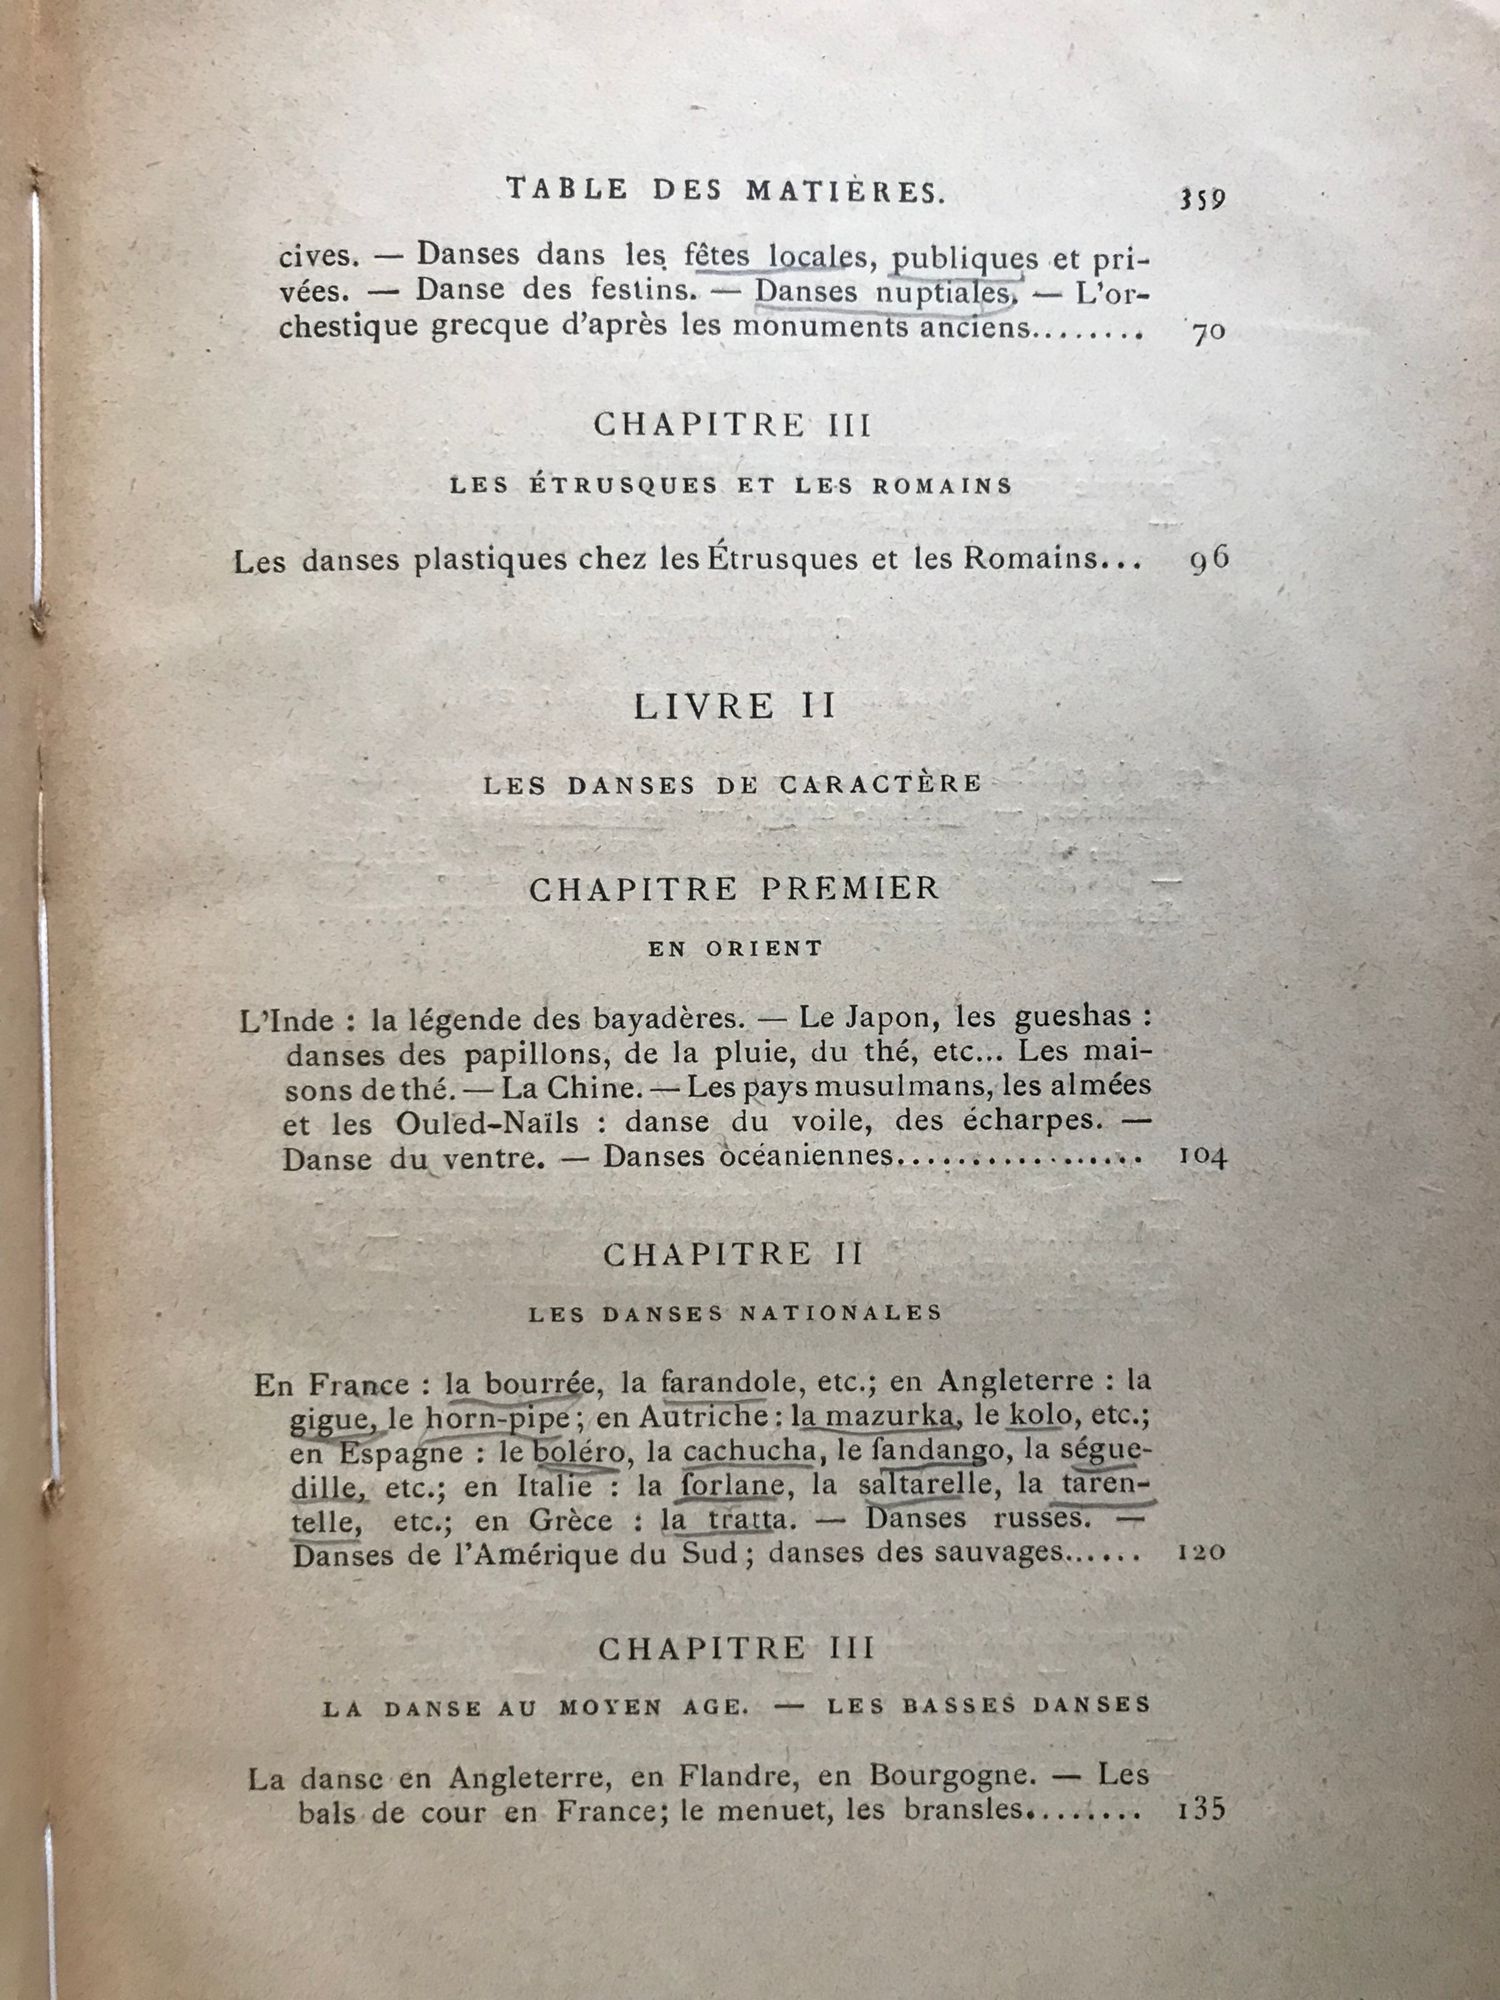 TABLE DES MATIÈRES. 359
cives. — Danses dans les fêtes locales, publiques et pri-
vées. — Danse des festins. — Danses nuptiales. — L'or-
chestique grecque d'après les monuments anciens........ 70
CHAPITRE III
LES ÉTRUSQUES ET LES ROMAINS
Les danses plastiques chez les Étrusques et les Romains... 96
LIVRE II
LES DANSES DE CARACTÈRE
CHAPITRE PREMIER
EN ORIENT
L'Inde : la légende des bayadères. — Le Japon, les gueshas :
danses des papillons, de la pluie, du thé, etc... Les mai-
sons de thé. — La Chine. — Les pays musulmans, les almées
et les Ouled-Naïls : danse du voile, des écharpes. —
Danse du ventre. — Danses océaniennes................. 104
CHAPITRE II
LES DANSES NATIONALES
En France : la bourrée, la farandole, etc.; en Angleterre : la
gigue, le horn-pipe; en Autriche : la mazurka, le kolo, etc.;
en Espagne : le boléro, la cachucha, le fandango, la ségue-
dille, etc.; en Italie : la forlane, la saltarelle, la taren-
telle, etc.; en Grèce : la tratta. — Danses russes. —
Danses de l'Amérique du Sud; danses des sauvages...... 120
CHAPITRE III
LA DANSE AU MOYEN AGE. — LES BASSES DANSES
La danse en Angleterre, en Flandre, en Bourgogne. — Les
bals de cour en France; le menuet, les bransles........ 135